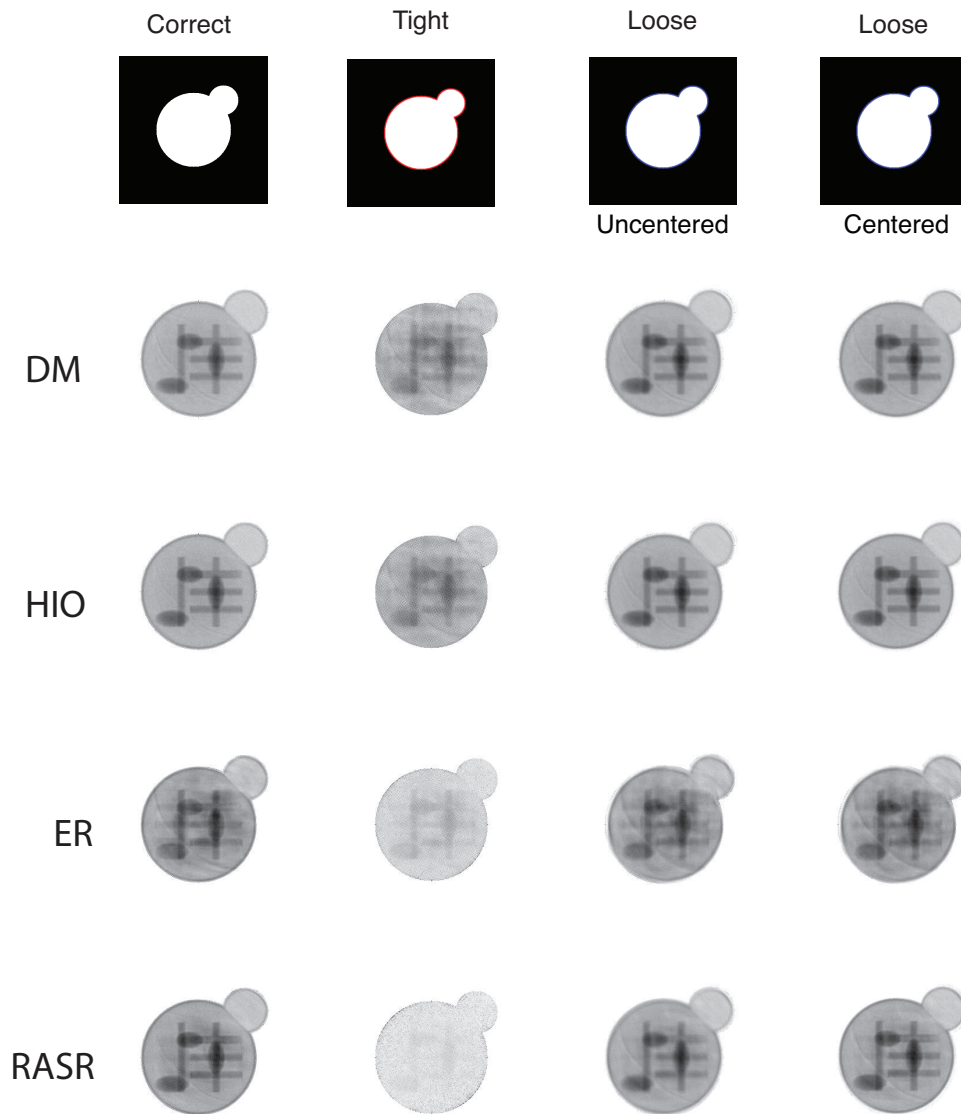 Correct
Tight
Loose
Loose
Uncentered
Centered
DM
HIO
ER
RASR